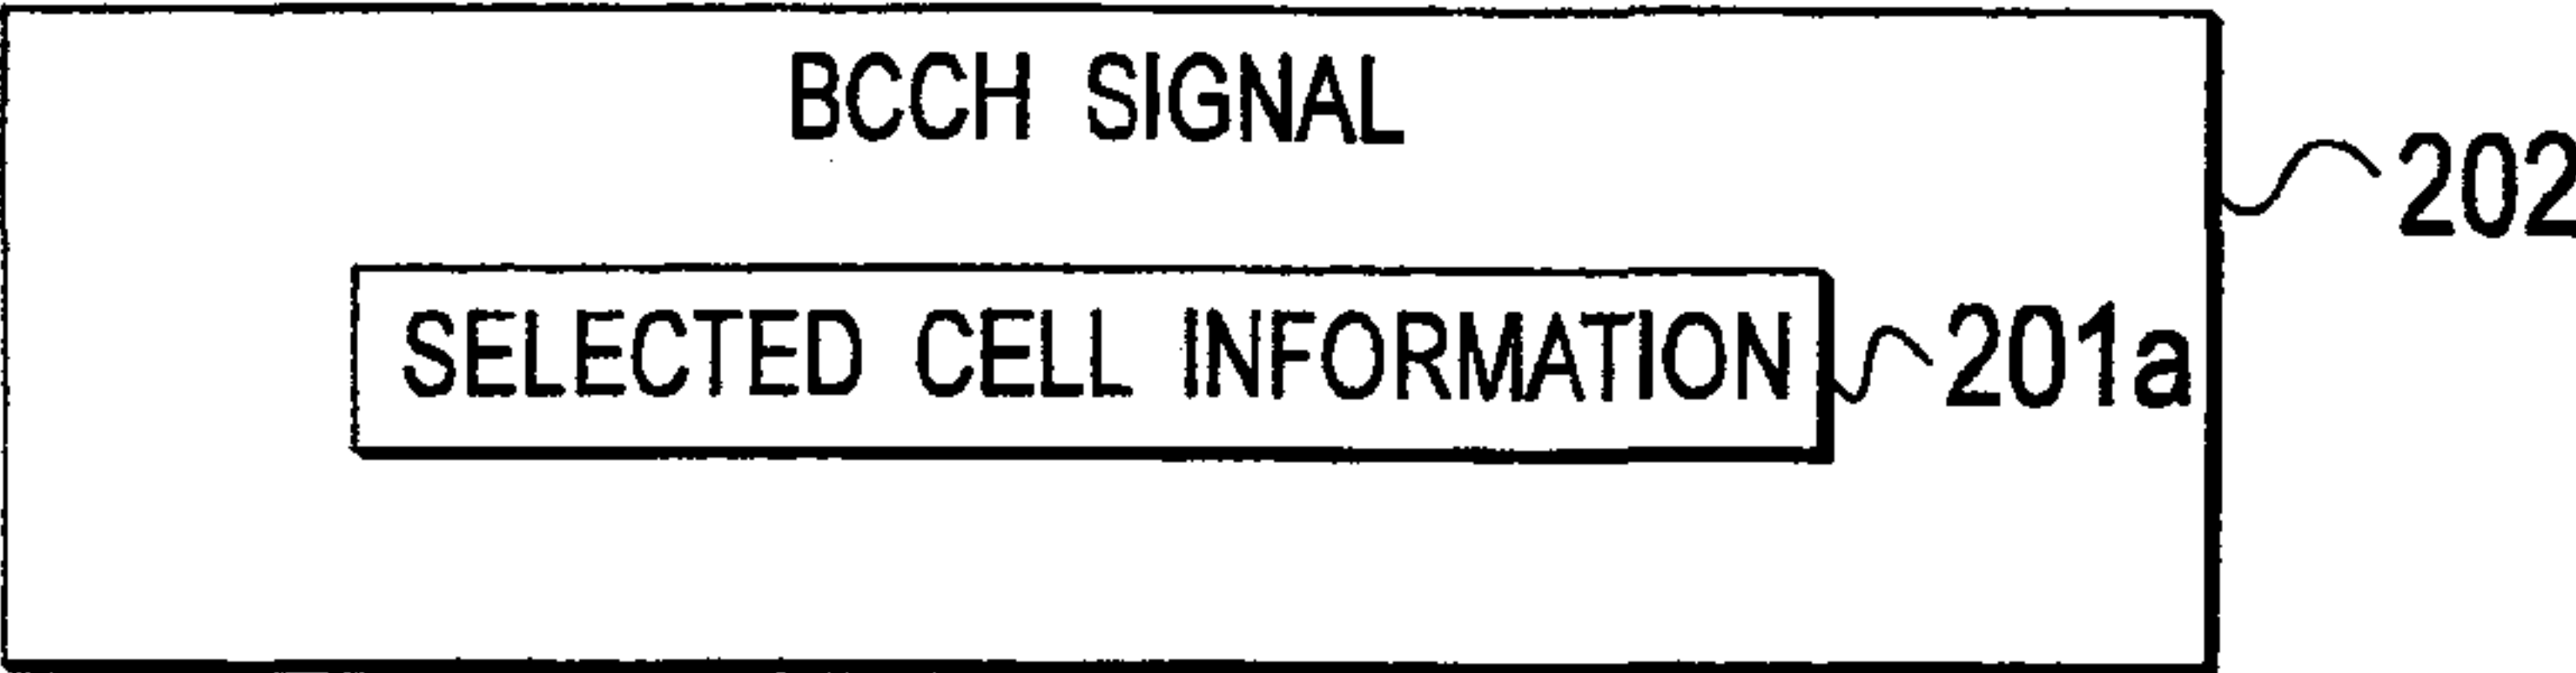 BCCH SIGNAL
202
SELECTED CELL INFORMATION
201a